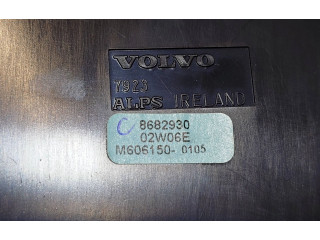 VOLVO
Y923
ALPS IRELAND
C 8682930
02W06E
M606150- 0105